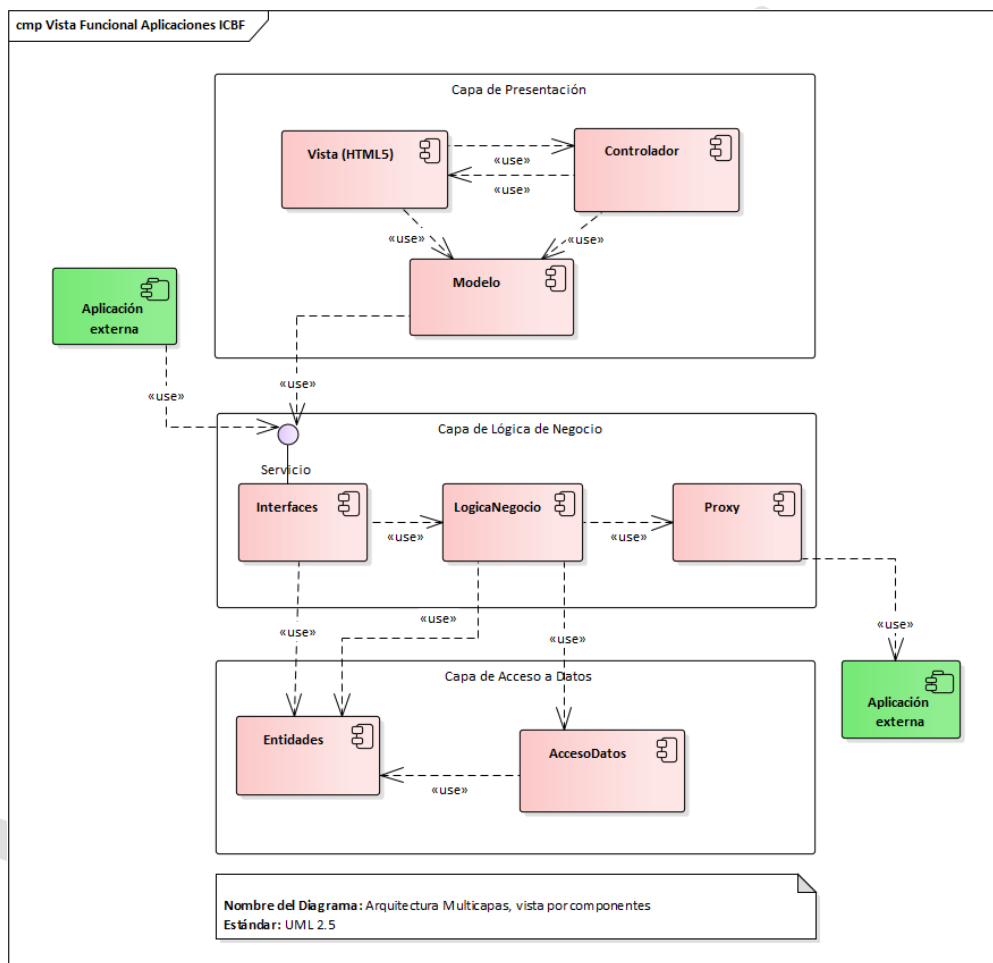 cmp Vista Funcional Aplicaciones ICBF
Capa de Presentación
Vista (HTML5)
Controlador
«use»
«use»
«use»
«use»
Modelo
Aplicación
externa
«use»
«use»
Capa de Lógica de Negocio
Servicio
Interfaces
LogicaNegocio
Proxy
«use»
«use»
«use»
«use»
«use»
«use»
Capa de Acceso a Datos
Aplicación
externa
Entidades
AccesoDatos
«use»
Nombre del Diagrama: Arquitectura Multicapas, vista por componentes
Estándar: UML 2.5